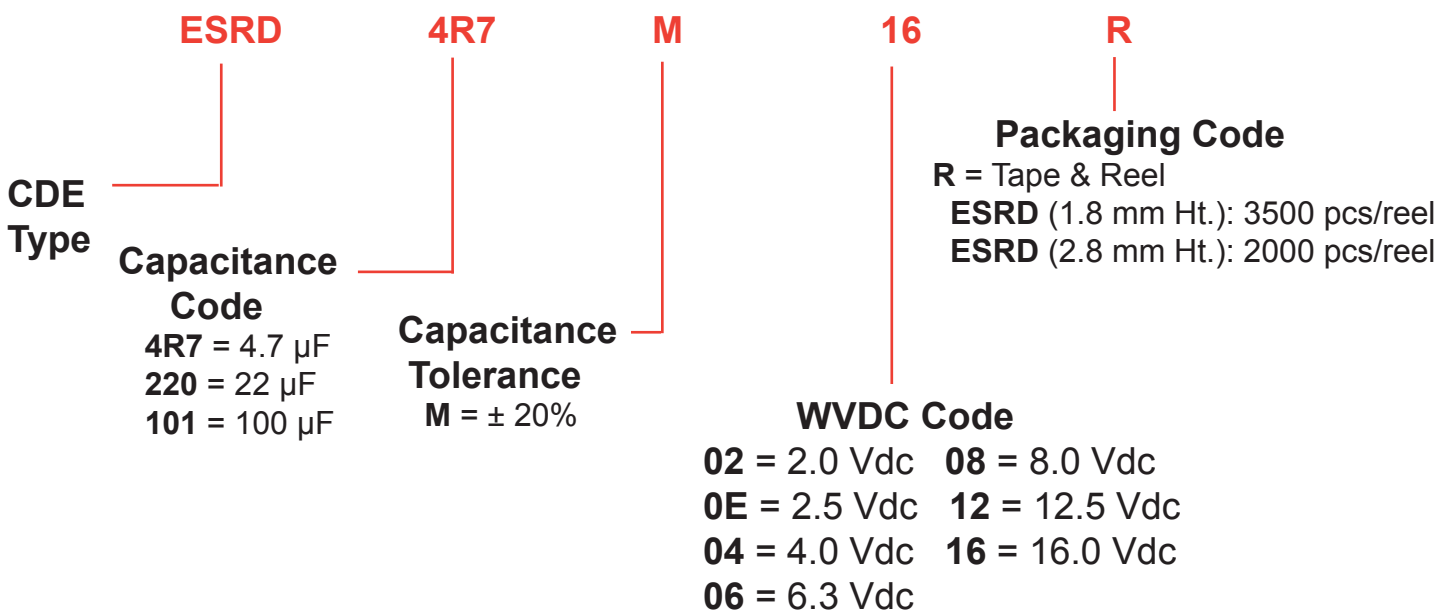 ESRD 4R7 M 16 R
CDE
Type
Capacitance
Code
4R7 = 4.7 µF
220 = 22 µF
101 = 100 µF
Capacitance
Tolerance
M = ± 20%
WVDC Code
02 = 2.0 Vdc 08 = 8.0 Vdc
0E = 2.5 Vdc 12 = 12.5 Vdc
04 = 4.0 Vdc 16 = 16.0 Vdc
06 = 6.3 Vdc
Packaging Code
R = Tape & Reel
ESRD (1.8 mm Ht.): 3500 pcs/reel
ESRD (2.8 mm Ht.): 2000 pcs/reel